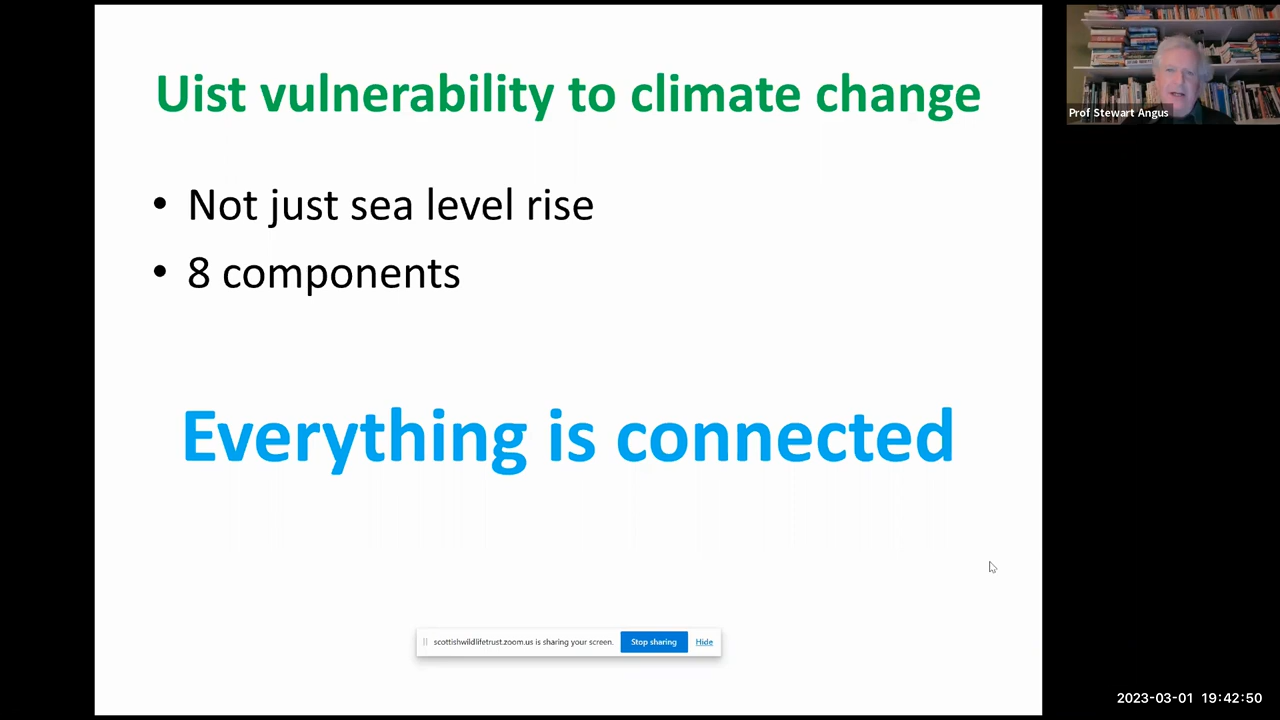 Uist vulnerability to climate change
• Not just sea level rise
• 8 components
Everything is connected
scottishwildlifetrust.zoom.us is sharing your screen. Stop sharing Hide
Prof Stewart Angus
2023-03-01 19:42:50